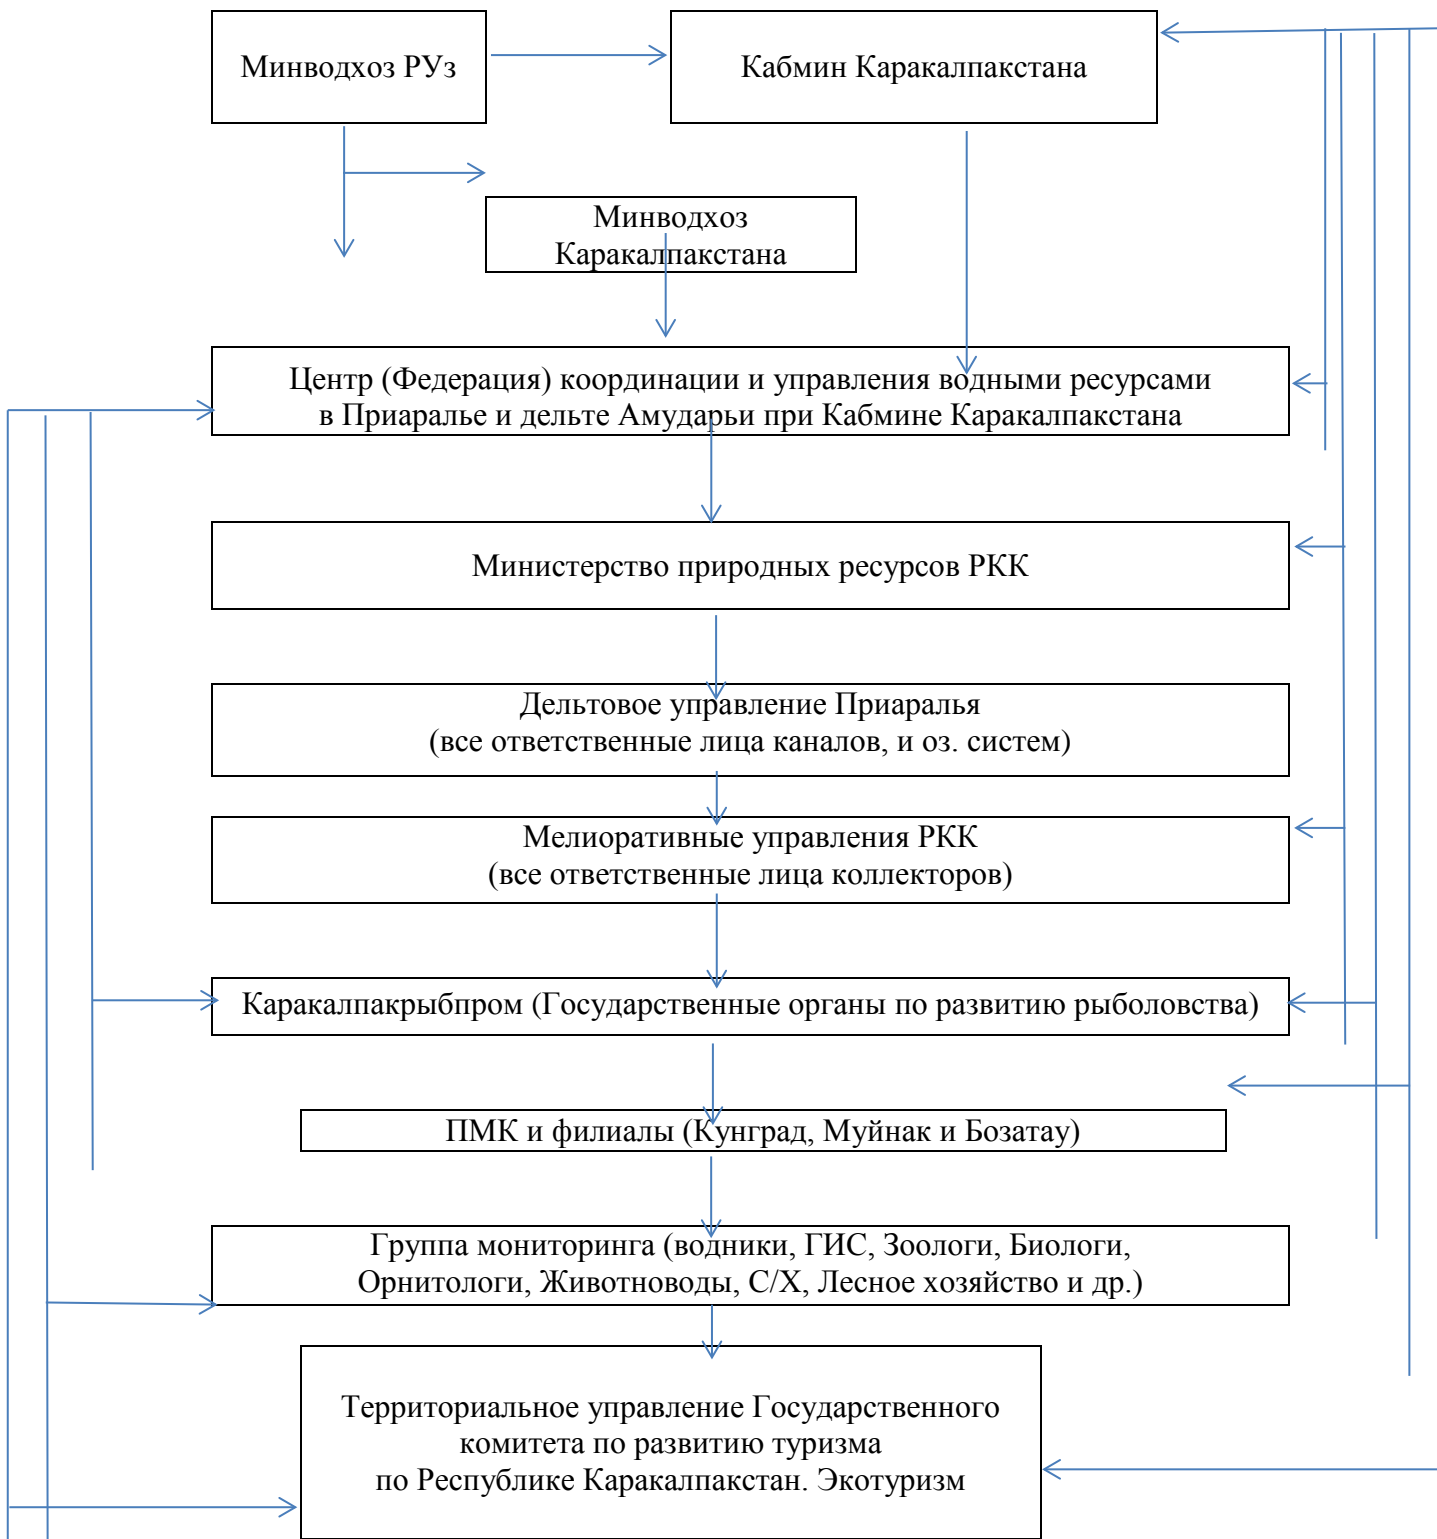 Минводхоз РУз
Кабмин Каракалпакстана
Минводхоз
Каракалпакстана
Центр (Федерация) координации и управления водными ресурсами
в Приаралье и дельте Амударьи при Кабмине Каракалпакстана
Министерство природных ресурсов РКК
Дельтовое управление Приаралья
(все ответственные лица каналов, и оз. систем)
Мелиоративные управления РКК
(все ответственные лица коллекторов)
Каракалпакрыбпром (Государственные органы по развитию рыболовства)
ПМК и филиалы (Кунград, Муйнак и Бозатау)
Группа мониторинга (водники, ГИС, Зоологи, Биологи,
Орнитологи, Животноводы, С/Х, Лесное хозяйство и др.)
Территориальное управление Государственного
комитета по развитию туризма
по Республике Каракалпакстан. Экотуризм